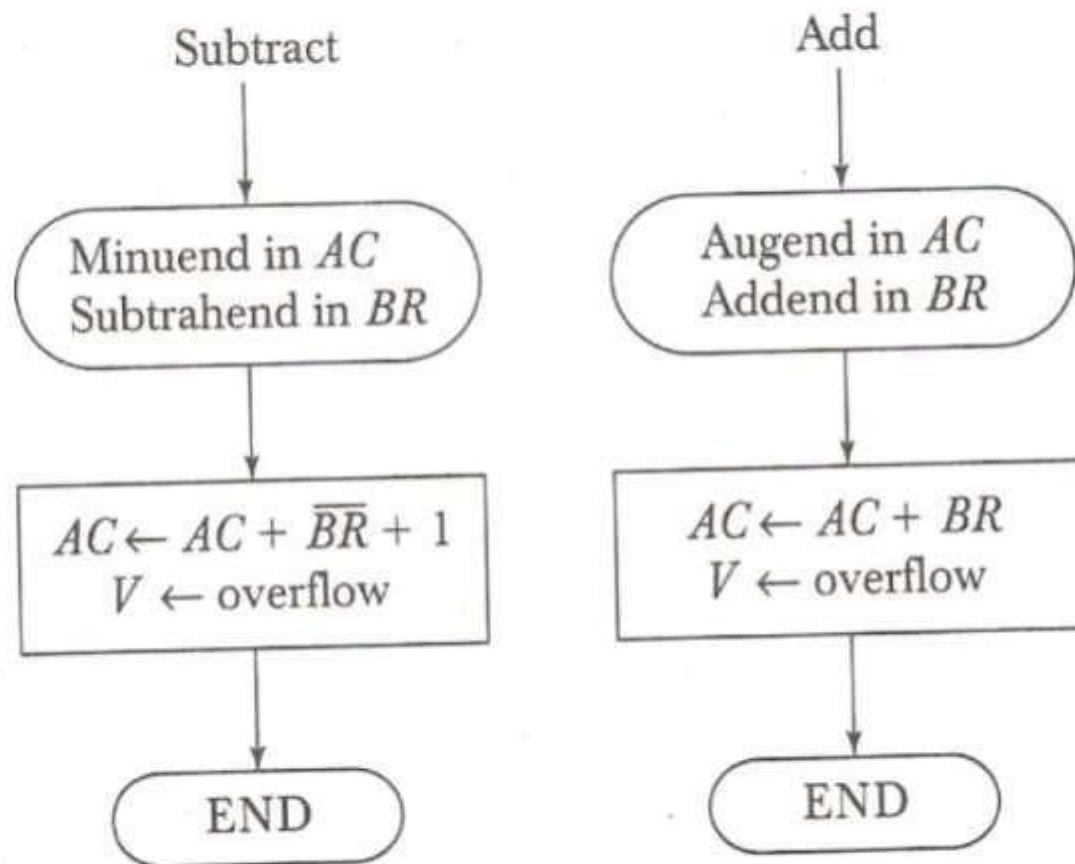 Subtract
Minuend in AC
Subtrahend in BR
AC ← AC + B̅R̅ + 1
V ← overflow
END
Add
Augend in AC
Addend in BR
AC ← AC + BR
V ← overflow
END